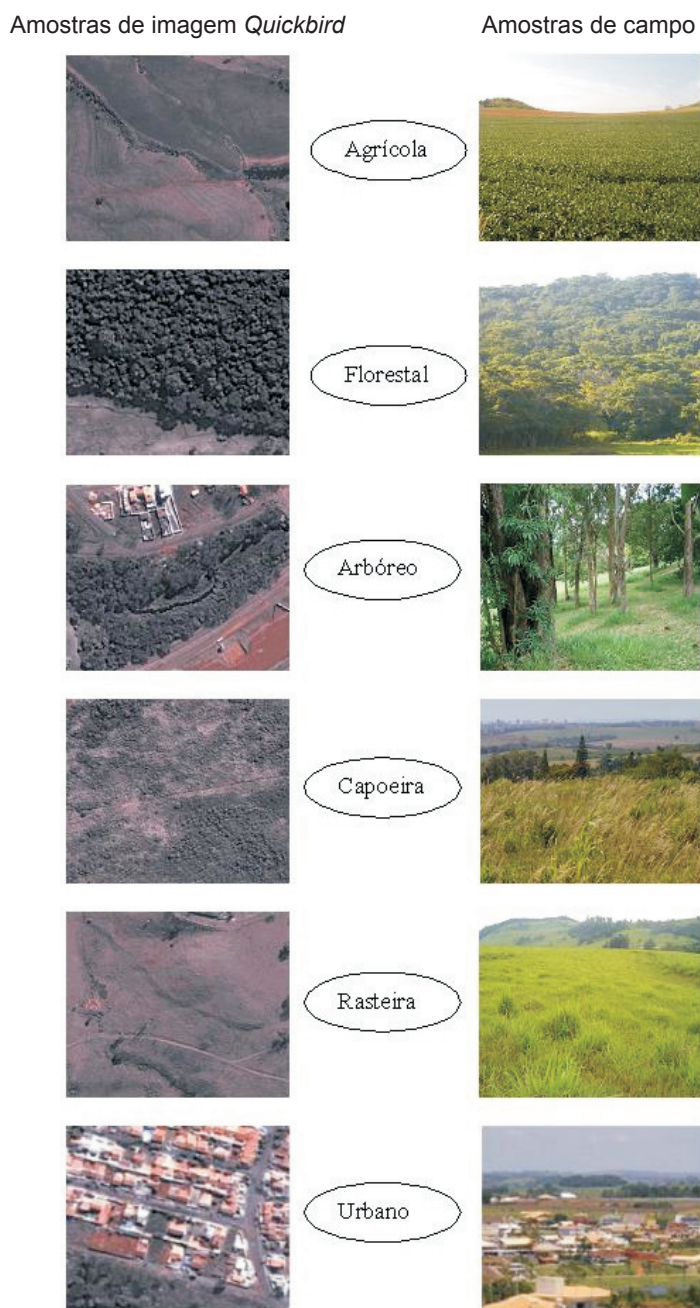 Amostras de imagem Quickbird
Amostras de campo
Agrícola
Florestal
Arbóreo
Capoeira
Rasteira
Urbano